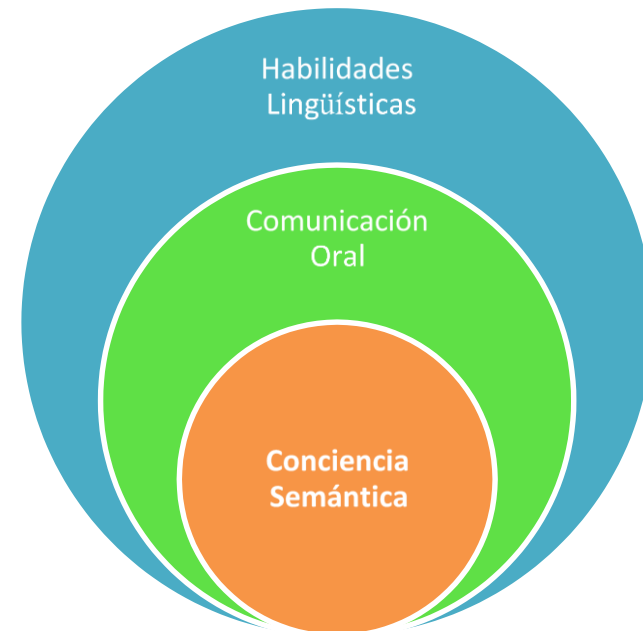 Habilidades
Lingüísticas
Comunicación
Oral
Conciencia
Semántica